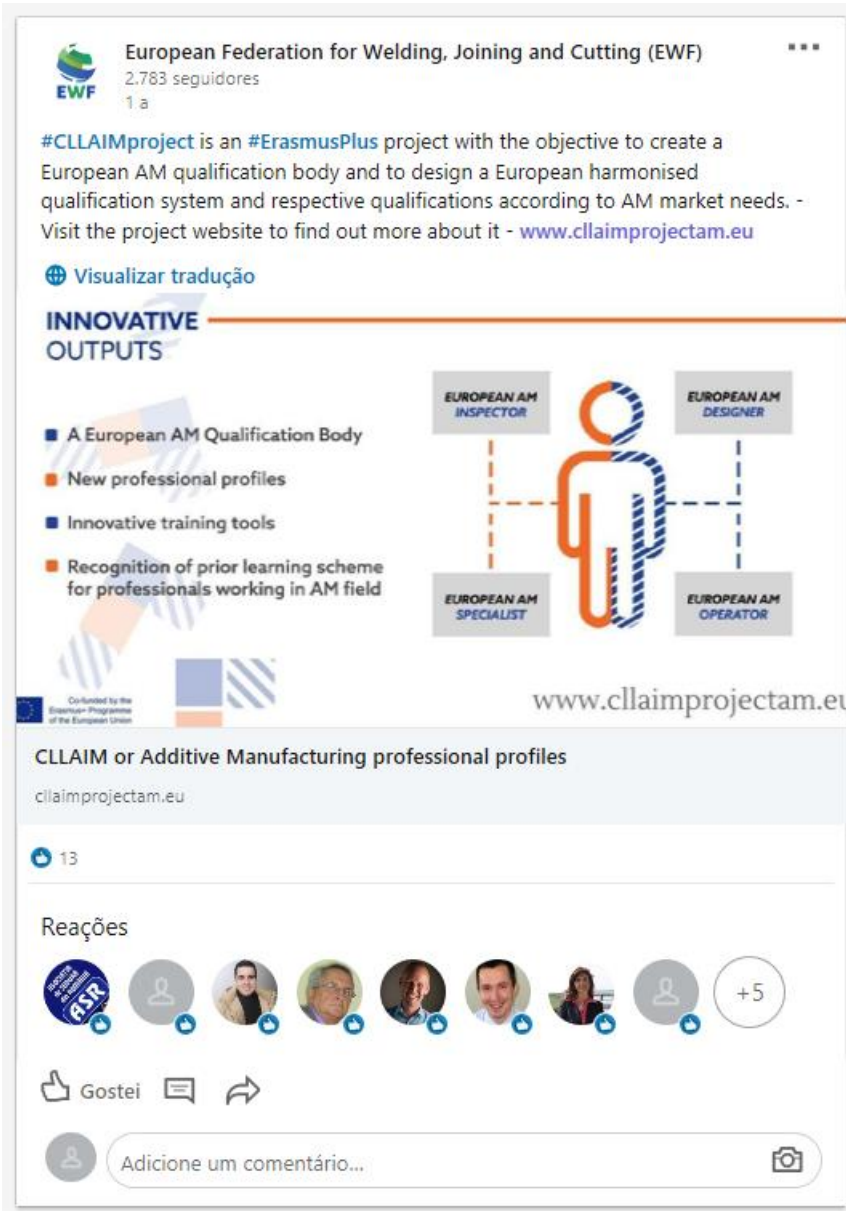 European Federation for Welding, Joining and Cutting (EWF)
EWF
2.783 seguidores
1 a
#CLLAIMproject is an #ErasmusPlus project with the objective to create a
European AM qualification body and to design a European harmonised
qualification system and respective qualifications according to AM market needs. -
Visit the project website to find out more about it - www.cllaimprojectam.eu
Visualizar tradução
INNOVATIVE
OUTPUTS
A European AM Qualification Body
New professional profiles
Innovative training tools
Recognition of prior learning scheme
for professionals working in AM field
EUROPEAN AM
INSPECTOR
EUROPEAN AM
DESIGNER
EUROPEAN AM
SPECIALIST
EUROPEAN AM
OPERATOR
Co-funded by the
Erasmus+ Programme
of the European Union
www.cllaimprojectam.eu
CLLAIM or Additive Manufacturing professional profiles
cllaimprojectam.eu
13
Reações
ASR
+5
Gostei
Adicione um comentário...